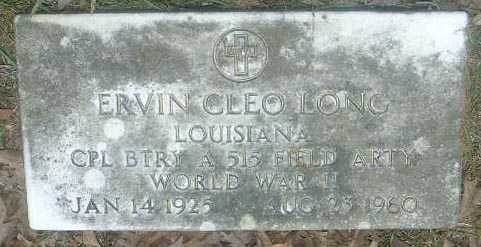 ERVIN CLEO LONG
LOUISIANA
CPL BTRY A 515 FIELD ARTY
WORLD WAR II
JAN 14 1925 AUG 23 1960